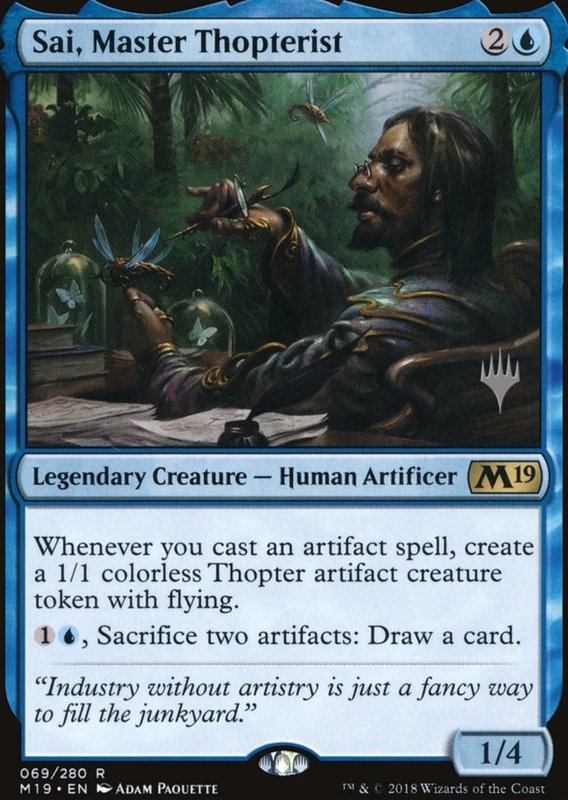 Sai, Master Thopterist 2
Legendary Creature — Human Artificer M19
Whenever you cast an artifact spell, create
a 1/1 colorless Thopter artifact creature
token with flying.
1, Sacrifice two artifacts: Draw a card.
“Industry without artistry is just a fancy way
to fill the junkyard.”
1/4
069/280 R
M19 • EN Adam Paquette
™ & © 2018 Wizards of the Coast